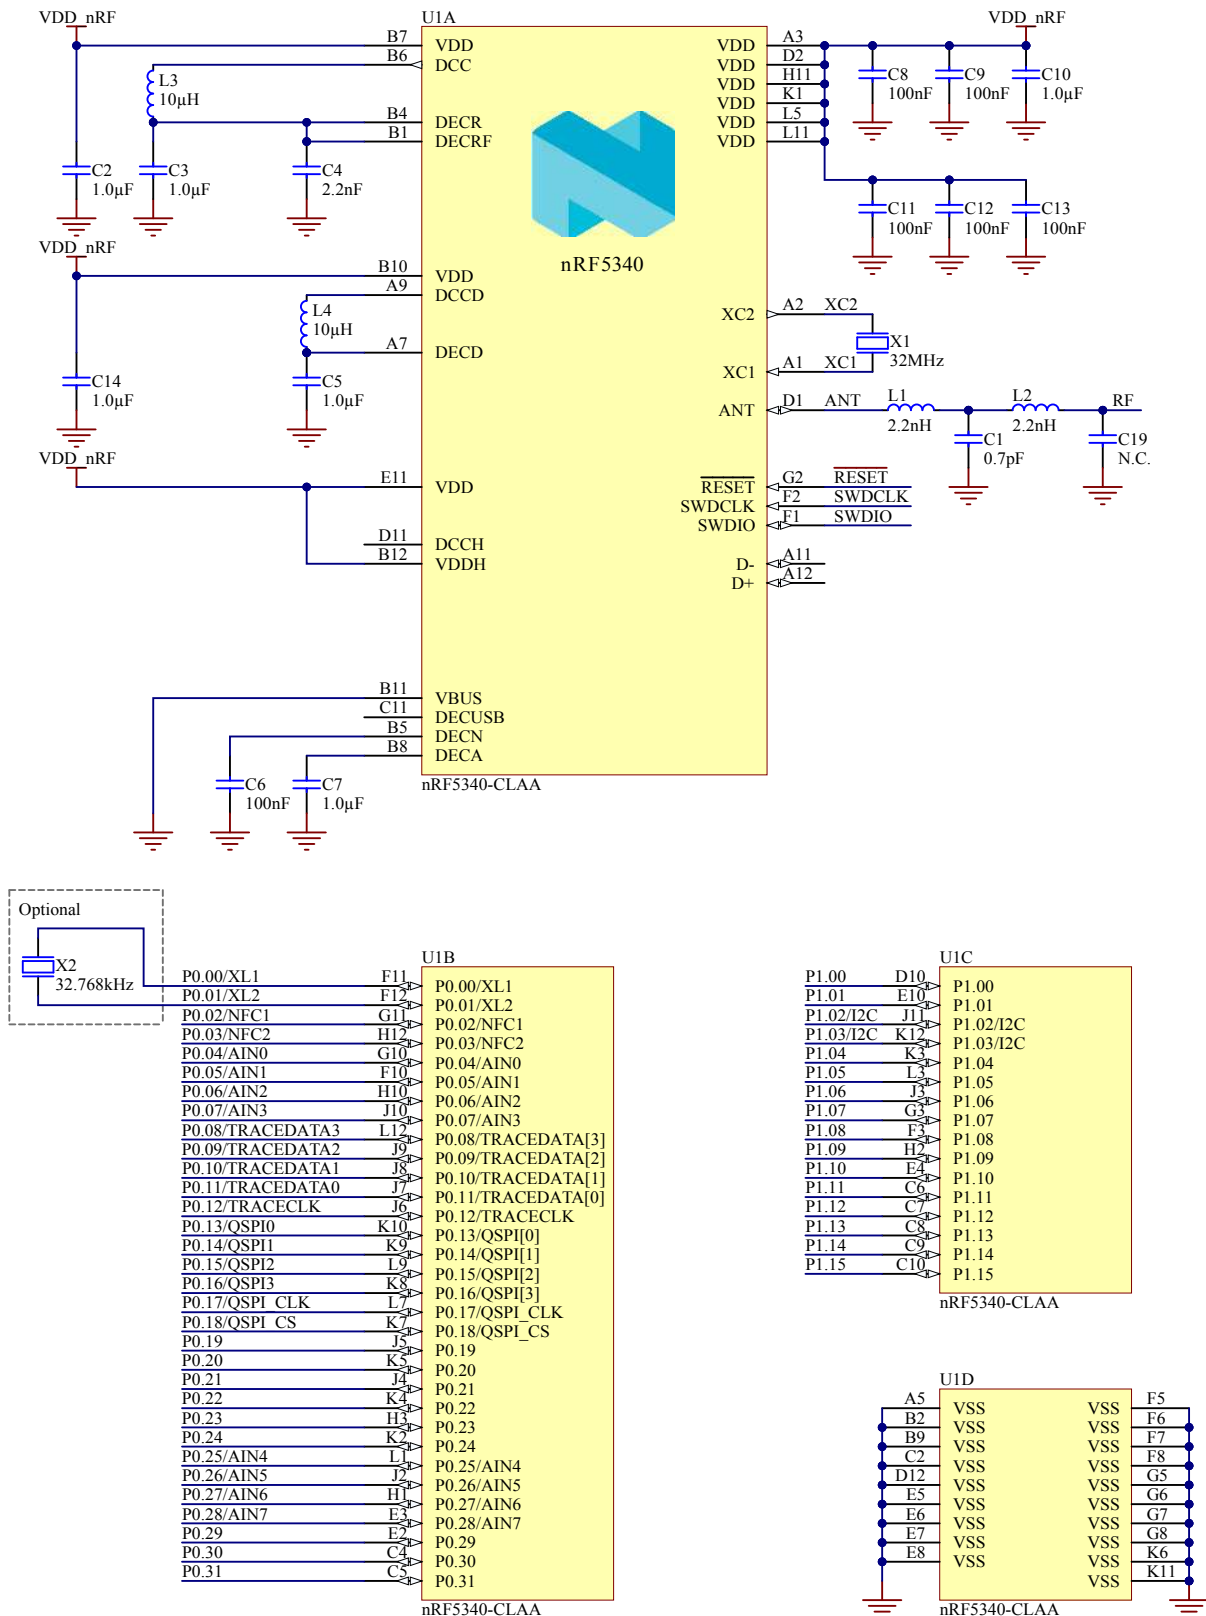 VDD_nRF
U1A
VDD_nRF
B7 VDD
B6 DCC
L3
10µH
B4 DECR
B1 DECRF
C2
1.0µF
C3
1.0µF
C4
2.2nF
VDD A3
VDD D2
VDD H11
VDD K1
VDD L5
VDD L11
C8
100nF
C9
100nF
C10
1.0µF
C11
100nF
C12
100nF
C13
100nF
nRF5340
VDD_nRF
B10 VDD
A9 DCCD
L4
10µH
A7 DECD
C14
1.0µF
C5
1.0µF
XC2 A2 XC2
X1
32MHz
XC1 A1 XC1
ANT D1 ANT
L1
2.2nH
L2
2.2nH
RF
C1
0.7pF
C19
N.C.
VDD_nRF
E11 VDD
D11 DCCH
B12 VDDH
RESET G2 RESET
SWDCLK F2 SWDCLK
SWDIO F1 SWDIO
D- A11
D+ A12
B11 VBUS
C11 DECUSB
B5 DECN
B8 DECA
C6
100nF
C7
1.0µF
nRF5340-CLAA
Optional
X2
32.768kHz
U1B
P0.00/XL1 F11 P0.00/XL1
P0.01/XL2 F12 P0.01/XL2
P0.02/NFC1 G11 P0.02/NFC1
P0.03/NFC2 H12 P0.03/NFC2
P0.04/AIN0 G10 P0.04/AIN0
P0.05/AIN1 F10 P0.05/AIN1
P0.06/AIN2 H10 P0.06/AIN2
P0.07/AIN3 J10 P0.07/AIN3
P0.08/TRACEDATA3 L12 P0.08/TRACEDATA[3]
P0.09/TRACEDATA2 J9 P0.09/TRACEDATA[2]
P0.10/TRACEDATA1 J8 P0.10/TRACEDATA[1]
P0.11/TRACEDATA0 J7 P0.11/TRACEDATA[0]
P0.12/TRACECLK J6 P0.12/TRACECLK
P0.13/QSPI0 K10 P0.13/QSPI[0]
P0.14/QSPI1 K9 P0.14/QSPI[1]
P0.15/QSPI2 L9 P0.15/QSPI[2]
P0.16/QSPI3 K8 P0.16/QSPI[3]
P0.17/QSPI_CLK L7 P0.17/QSPI_CLK
P0.18/QSPI_CS K7 P0.18/QSPI_CS
P0.19 J5 P0.19
P0.20 K5 P0.20
P0.21 J4 P0.21
P0.22 K4 P0.22
P0.23 H3 P0.23
P0.24 K2 P0.24
P0.25/AIN4 L1 P0.25/AIN4
P0.26/AIN5 J2 P0.26/AIN5
P0.27/AIN6 H1 P0.27/AIN6
P0.28/AIN7 E3 P0.28/AIN7
P0.29 E2 P0.29
P0.30 C4 P0.30
P0.31 C5 P0.31
nRF5340-CLAA
U1C
P1.00 D10 P1.00
P1.01 E10 P1.01
P1.02/I2C J11 P1.02/I2C
P1.03/I2C K12 P1.03/I2C
P1.04 K3 P1.04
P1.05 L3 P1.05
P1.06 J3 P1.06
P1.07 G3 P1.07
P1.08 F3 P1.08
P1.09 H2 P1.09
P1.10 E4 P1.10
P1.11 C6 P1.11
P1.12 C7 P1.12
P1.13 C8 P1.13
P1.14 C9 P1.14
P1.15 C10 P1.15
nRF5340-CLAA
U1D
A5 VSS VSS F5
B2 VSS VSS F6
B9 VSS VSS F7
C2 VSS VSS F8
D12 VSS VSS G5
E5 VSS VSS G6
E6 VSS VSS G7
E7 VSS VSS G8
E8 VSS VSS K6
VSS K11
nRF5340-CLAA